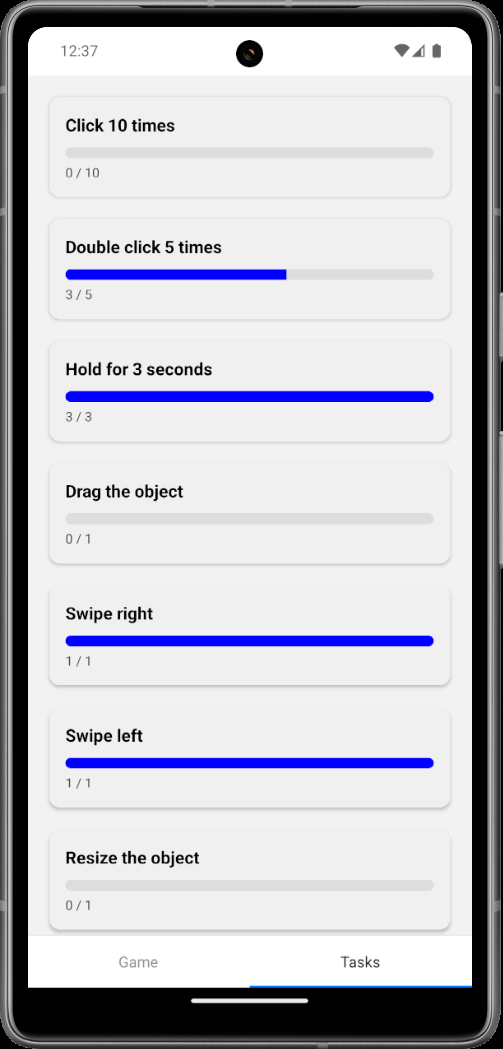 12:37
Click 10 times
0 / 10
Double click 5 times
3 / 5
Hold for 3 seconds
3 / 3
Drag the object
0 / 1
Swipe right
1 / 1
Swipe left
1 / 1
Resize the object
0 / 1
Game Tasks